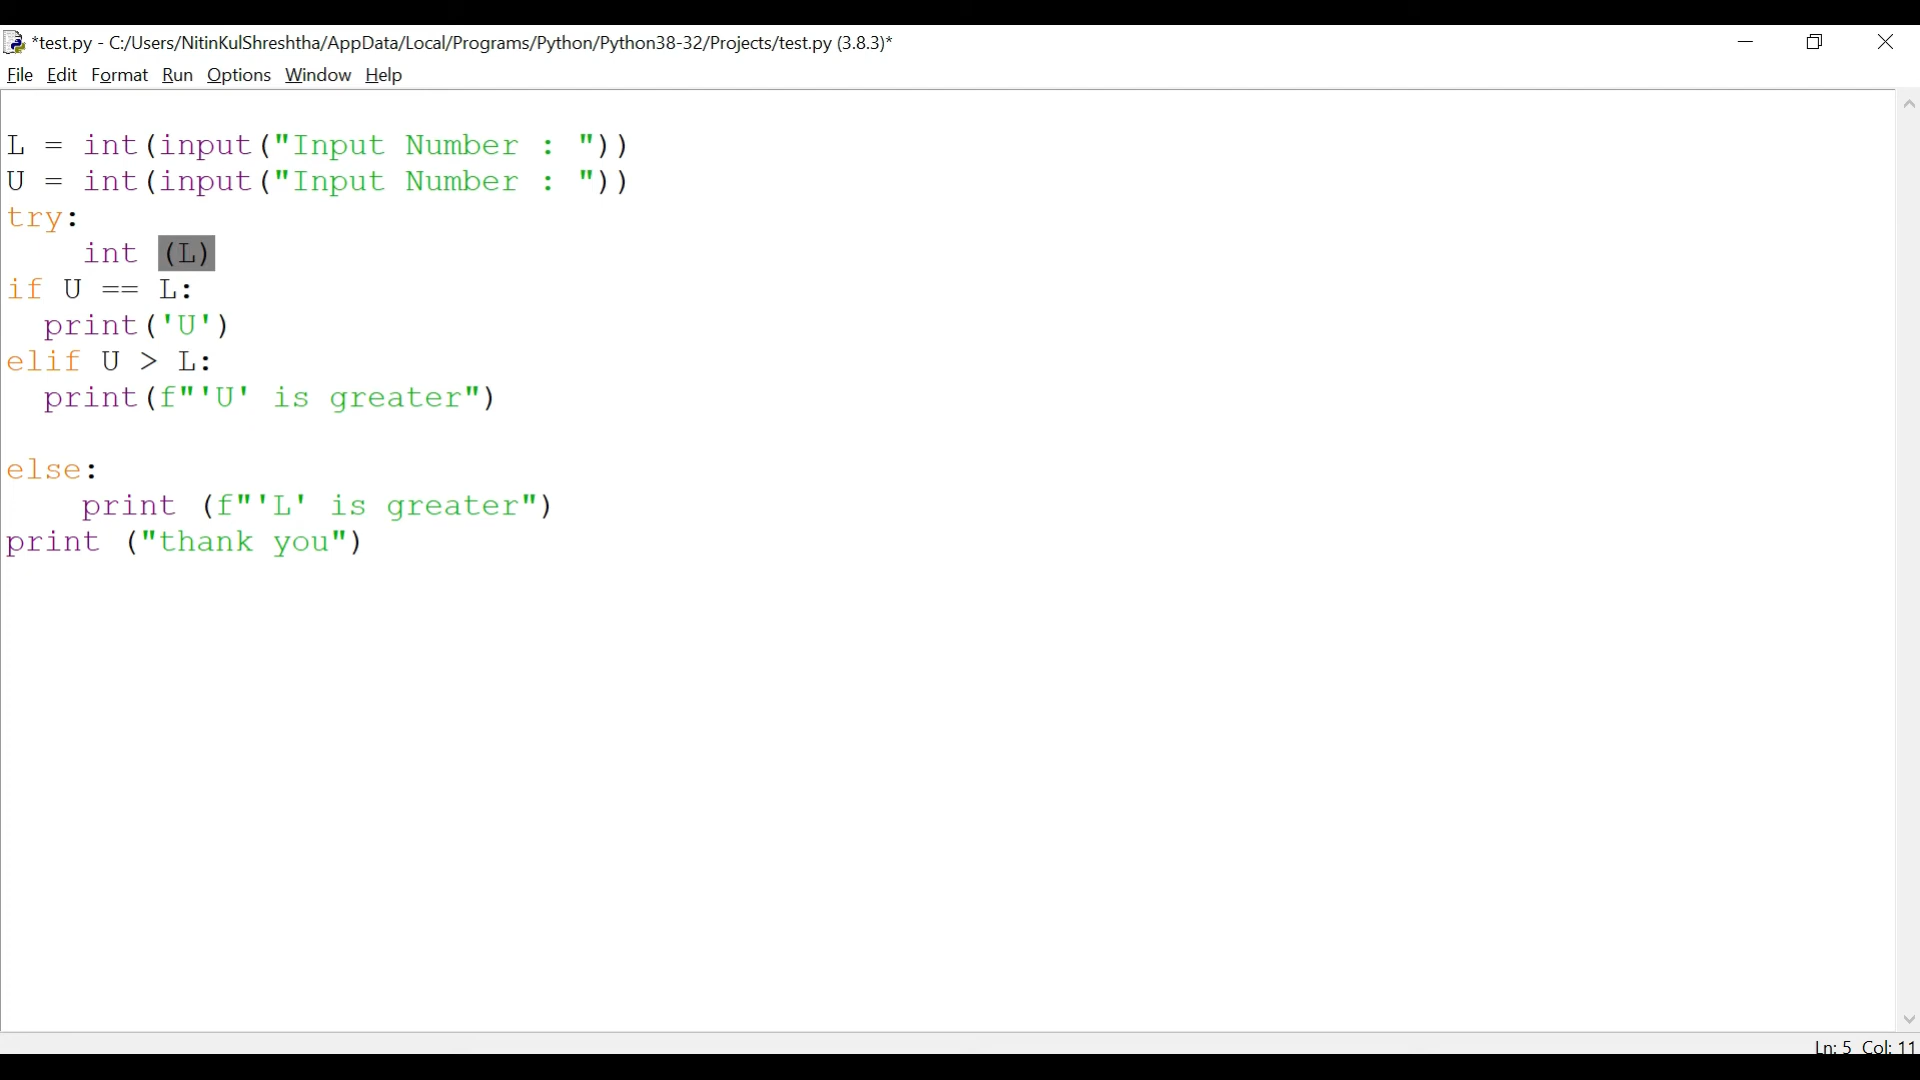 *test.py - C:/Users/NitinKulShreshtha/AppData/Local/Programs/Python/Python38-32/Projects/test.py (3.8.3)*
File Edit Format Run Options Window Help
L = int(input("Input Number : "))
U = int(input("Input Number : "))
try:
    int (L)
if U == L:
  print('U')
elif U > L:
  print(f"'U' is greater")
else:
    print (f"'L' is greater")
print ("thank you")
Ln: 5 Col: 11